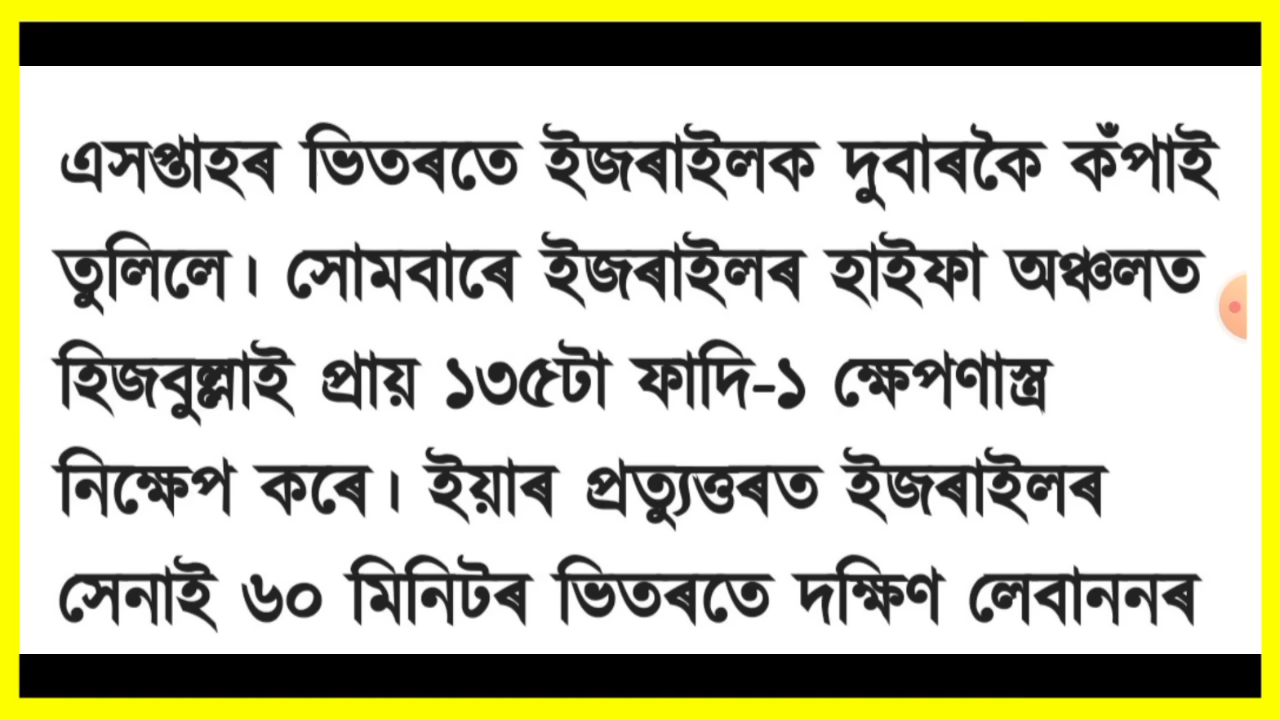 এসপ্তাহৰ ভিতৰতে ইজৰাইলক দুবাৰকৈ কঁপাই
তুলিলে। সোমবাৰে ইজৰাইলৰ হাইফা অঞ্চলত
হিজবুল্লাই প্ৰায় ১৩৫টা ফাদি-১ ক্ষেপণাস্ত্ৰ
নিক্ষেপ কৰে। ইয়াৰ প্ৰত্যুত্তৰত ইজৰাইলৰ
সেনাই ৬০ মিনিটৰ ভিতৰতে দক্ষিণ লেবাননৰ